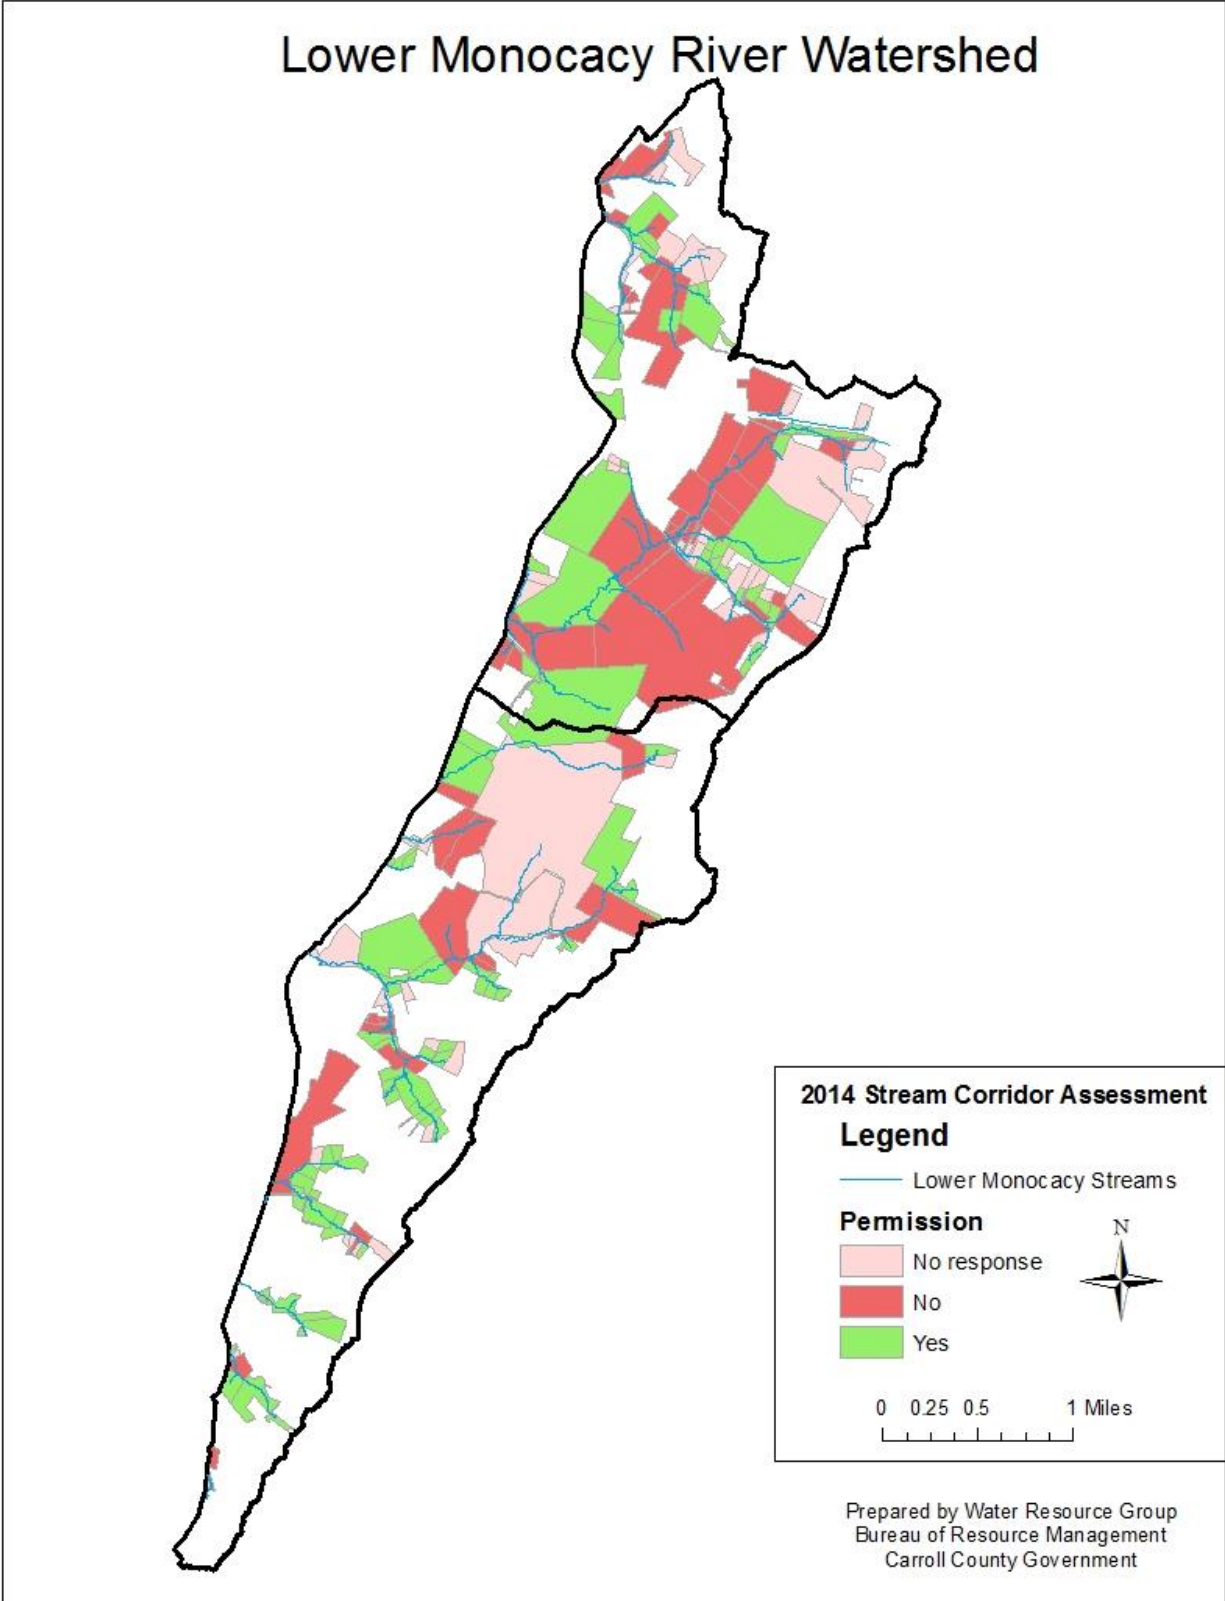 Lower Monocacy River Watershed
2014 Stream Corridor Assessment
Legend
Lower Monocacy Streams
Permission
No response
No
Yes
N
0 0.25 0.5 1 Miles
Prepared by Water Resource Group
Bureau of Resource Management
Carroll County Government